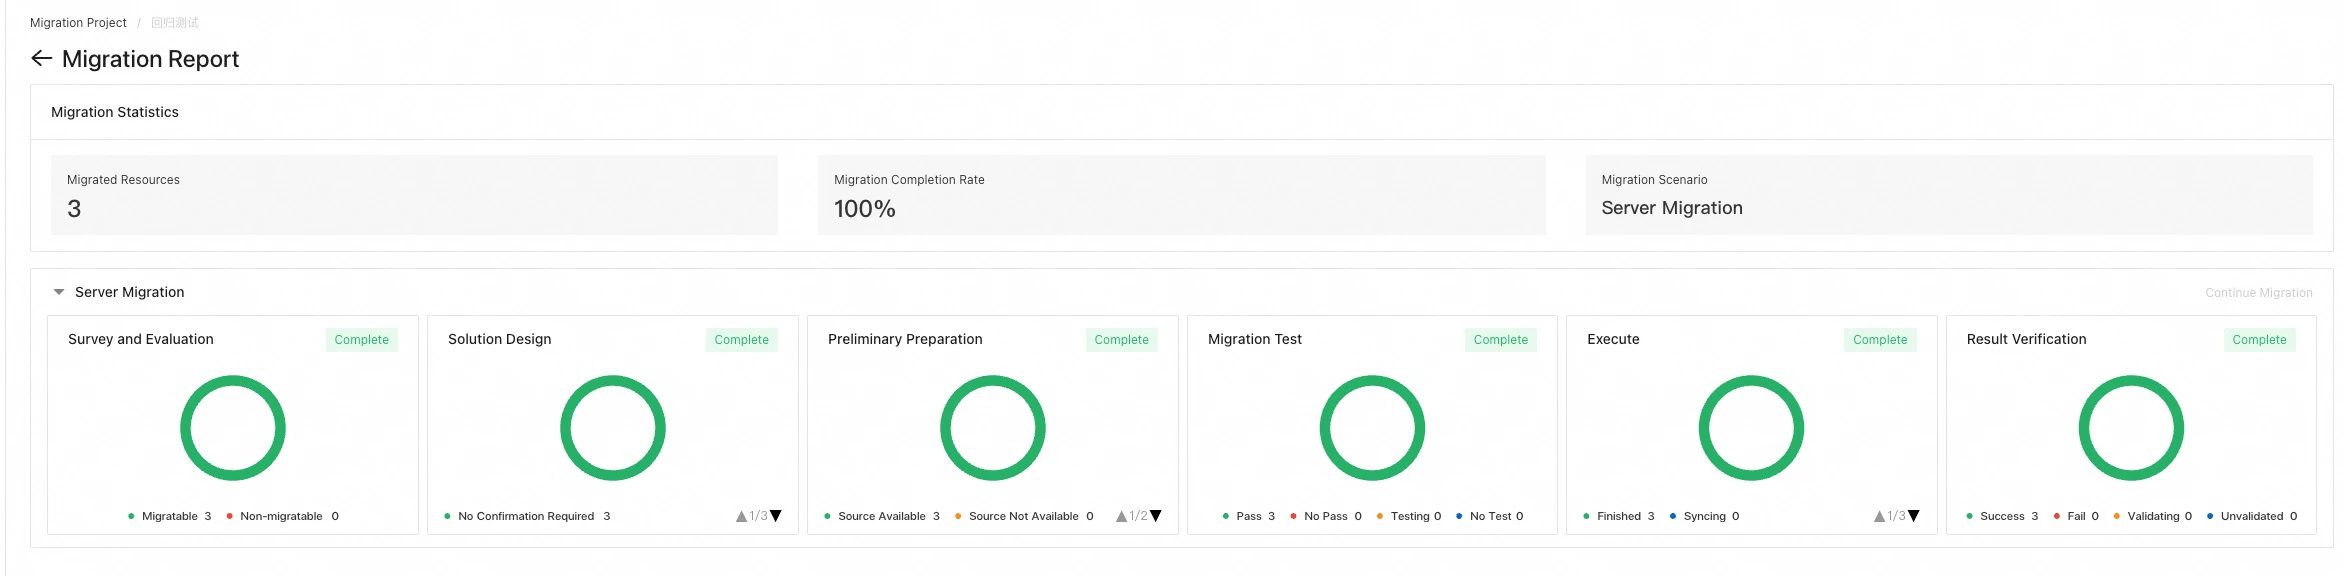 Migration Project / 回归测试
← Migration Report
Migration Statistics
Migrated Resources
3
Migration Completion Rate
100%
Migration Scenario
Server Migration
Server Migration
Continue Migration
Survey and Evaluation
Complete
Migratable 3 Non-migratable 0
Solution Design
Complete
No Confirmation Required 3
1/3
Preliminary Preparation
Complete
Source Available 3 Source Not Available 0
1/2
Migration Test
Complete
Pass 3 No Pass 0 Testing 0 No Test 0
Execute
Complete
Finished 3 Syncing 0
1/3
Result Verification
Complete
Success 3 Fail 0 Validating 0 Unvalidated 0